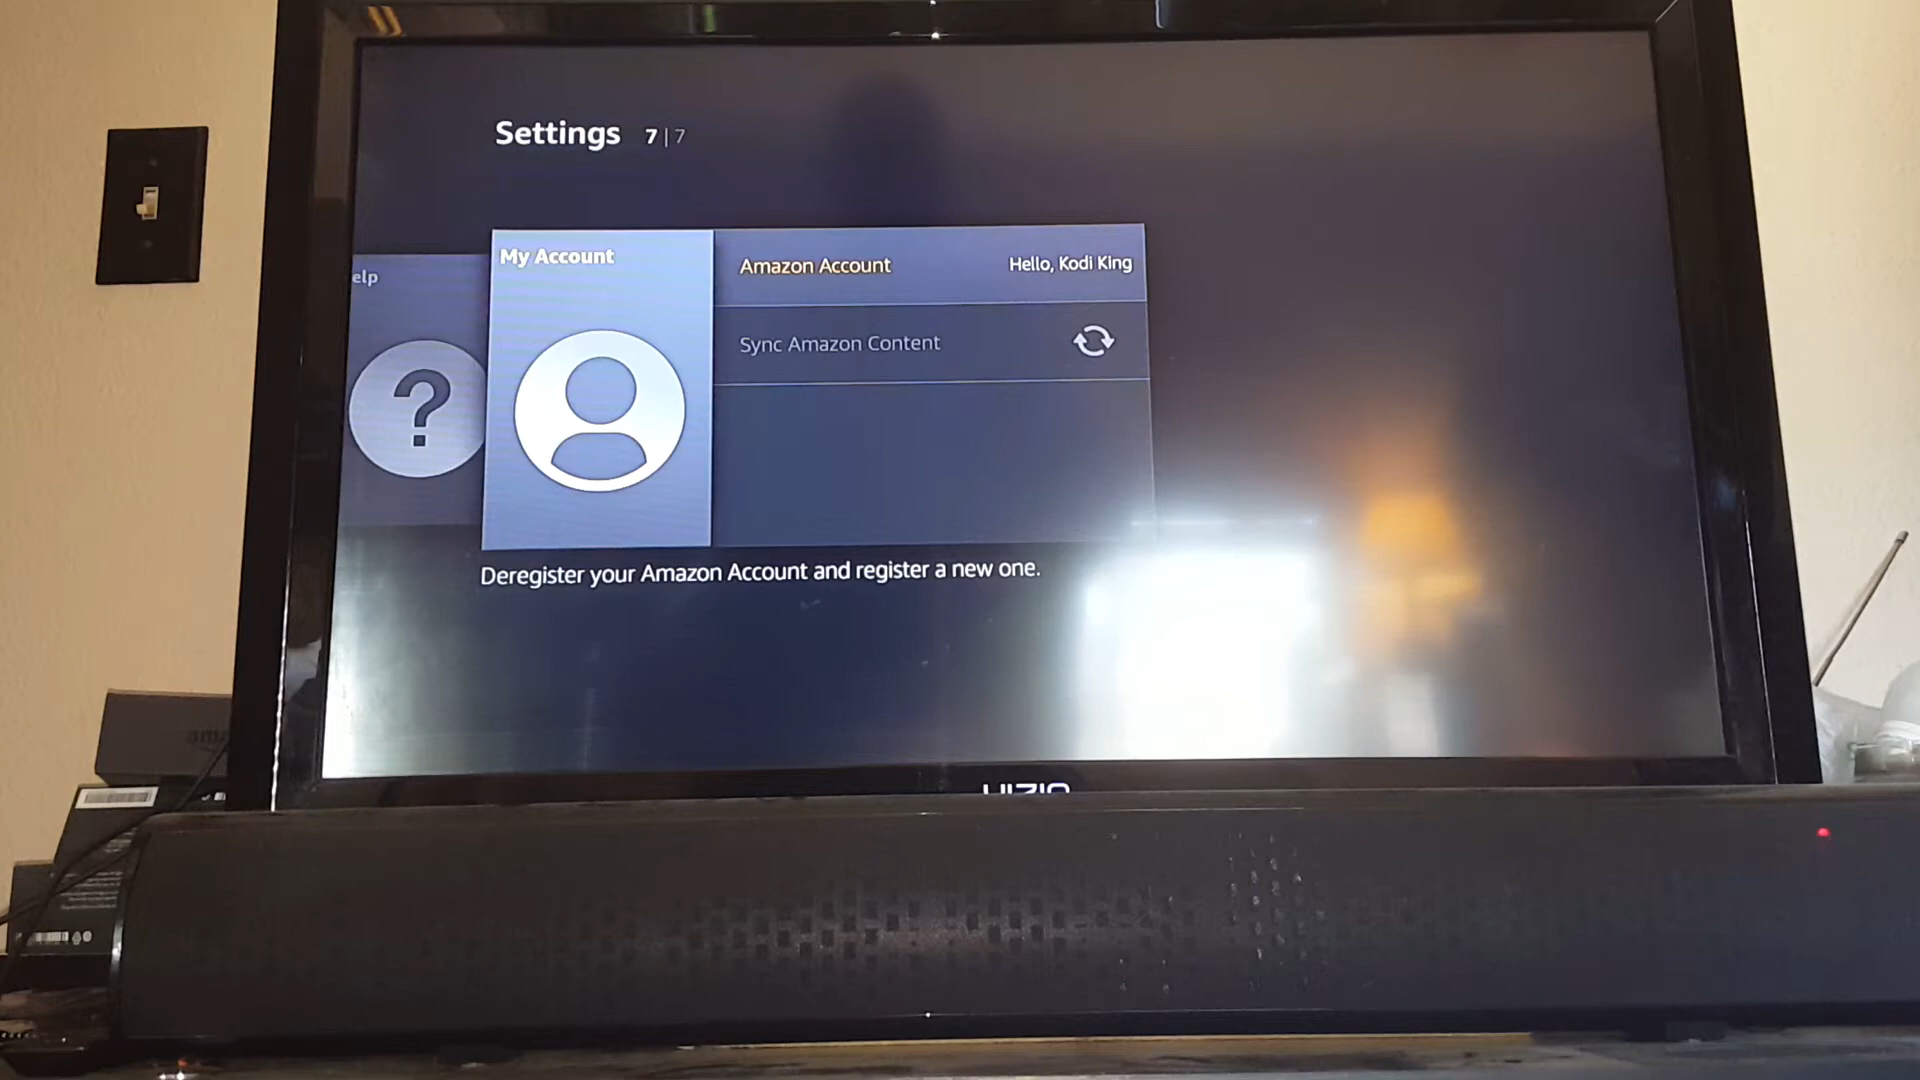 Settings 7|7
elp
My Account
Amazon Account Hello, Kodi King
Sync Amazon Content
Deregister your Amazon Account and register a new one.
VIZIO